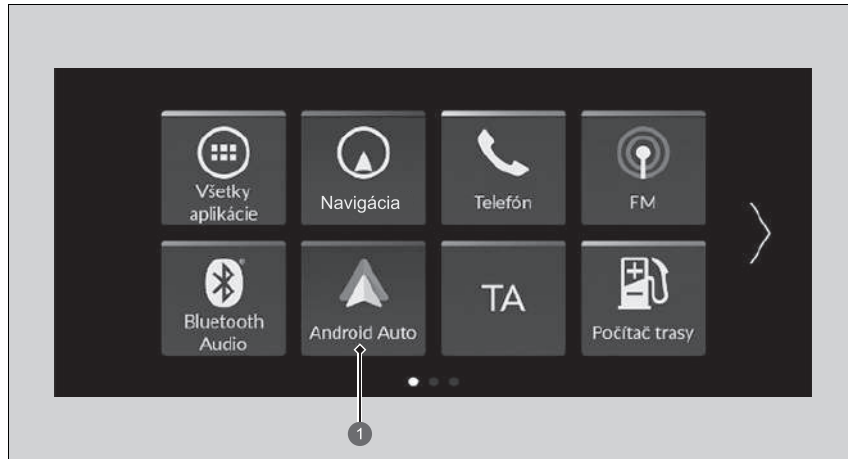 Všetky
aplikácie
Navigácia
Telefón
FM
Bluetooth
Audio
Android Auto
TA
Počítač trasy
1